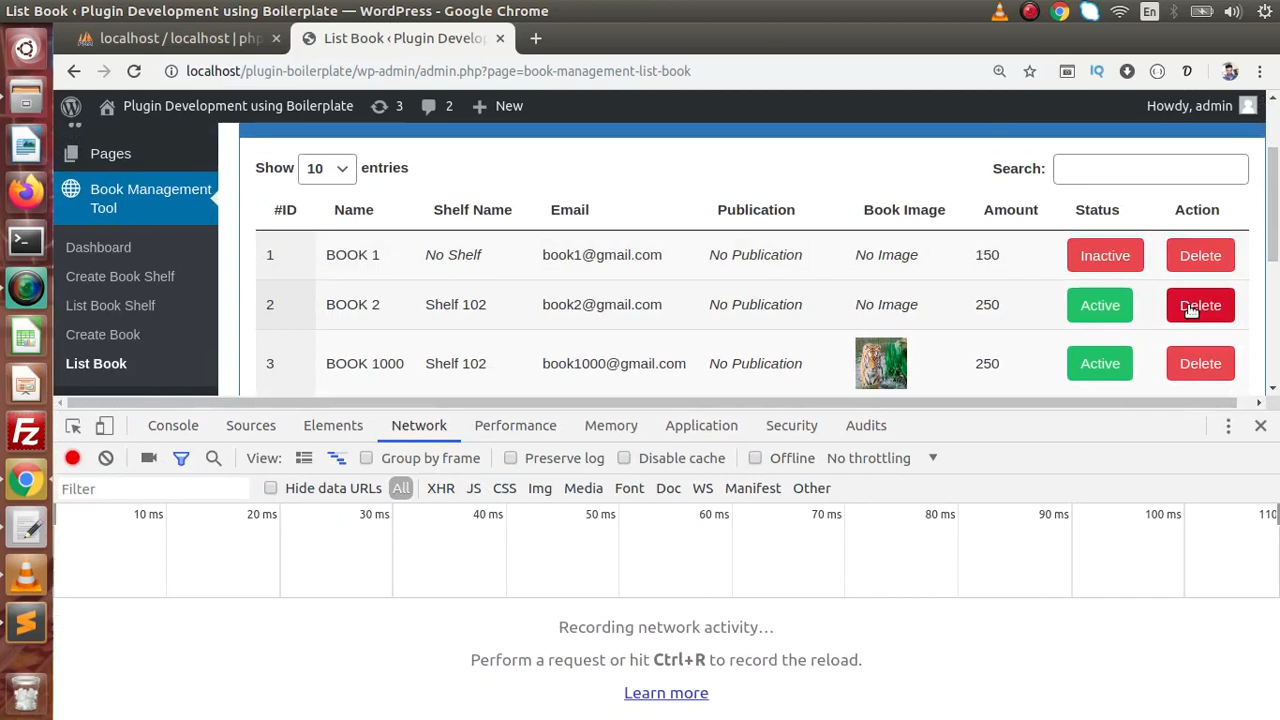 List Book ‹ Plugin Development using Boilerplate — WordPress - Google Chrome
En
localhost / localhost | ph
List Book ‹ Plugin Develo
localhost/plugin-boilerplate/wp-admin/admin.php?page=book-management-list-book
IQ
Plugin Development using Boilerplate 3 2 New Howdy, admin
Pages
Book Management Tool
Dashboard
Create Book Shelf
List Book Shelf
Create Book
List Book
Show 10 entries Search:
#ID Name Shelf Name Email Publication Book Image Amount Status Action
1 BOOK 1 No Shelf book1@gmail.com No Publication No Image 150 Inactive Delete
2 BOOK 2 Shelf 102 book2@gmail.com No Publication No Image 250 Active Delete
3 BOOK 1000 Shelf 102 book1000@gmail.com No Publication 250 Active Delete
Console Sources Elements Network Performance Memory Application Security Audits
View: Group by frame Preserve log Disable cache Offline No throttling
Filter Hide data URLs All XHR JS CSS Img Media Font Doc WS Manifest Other
10 ms 20 ms 30 ms 40 ms 50 ms 60 ms 70 ms 80 ms 90 ms 100 ms 110
Recording network activity…
Perform a request or hit Ctrl+R to record the reload.
Learn more